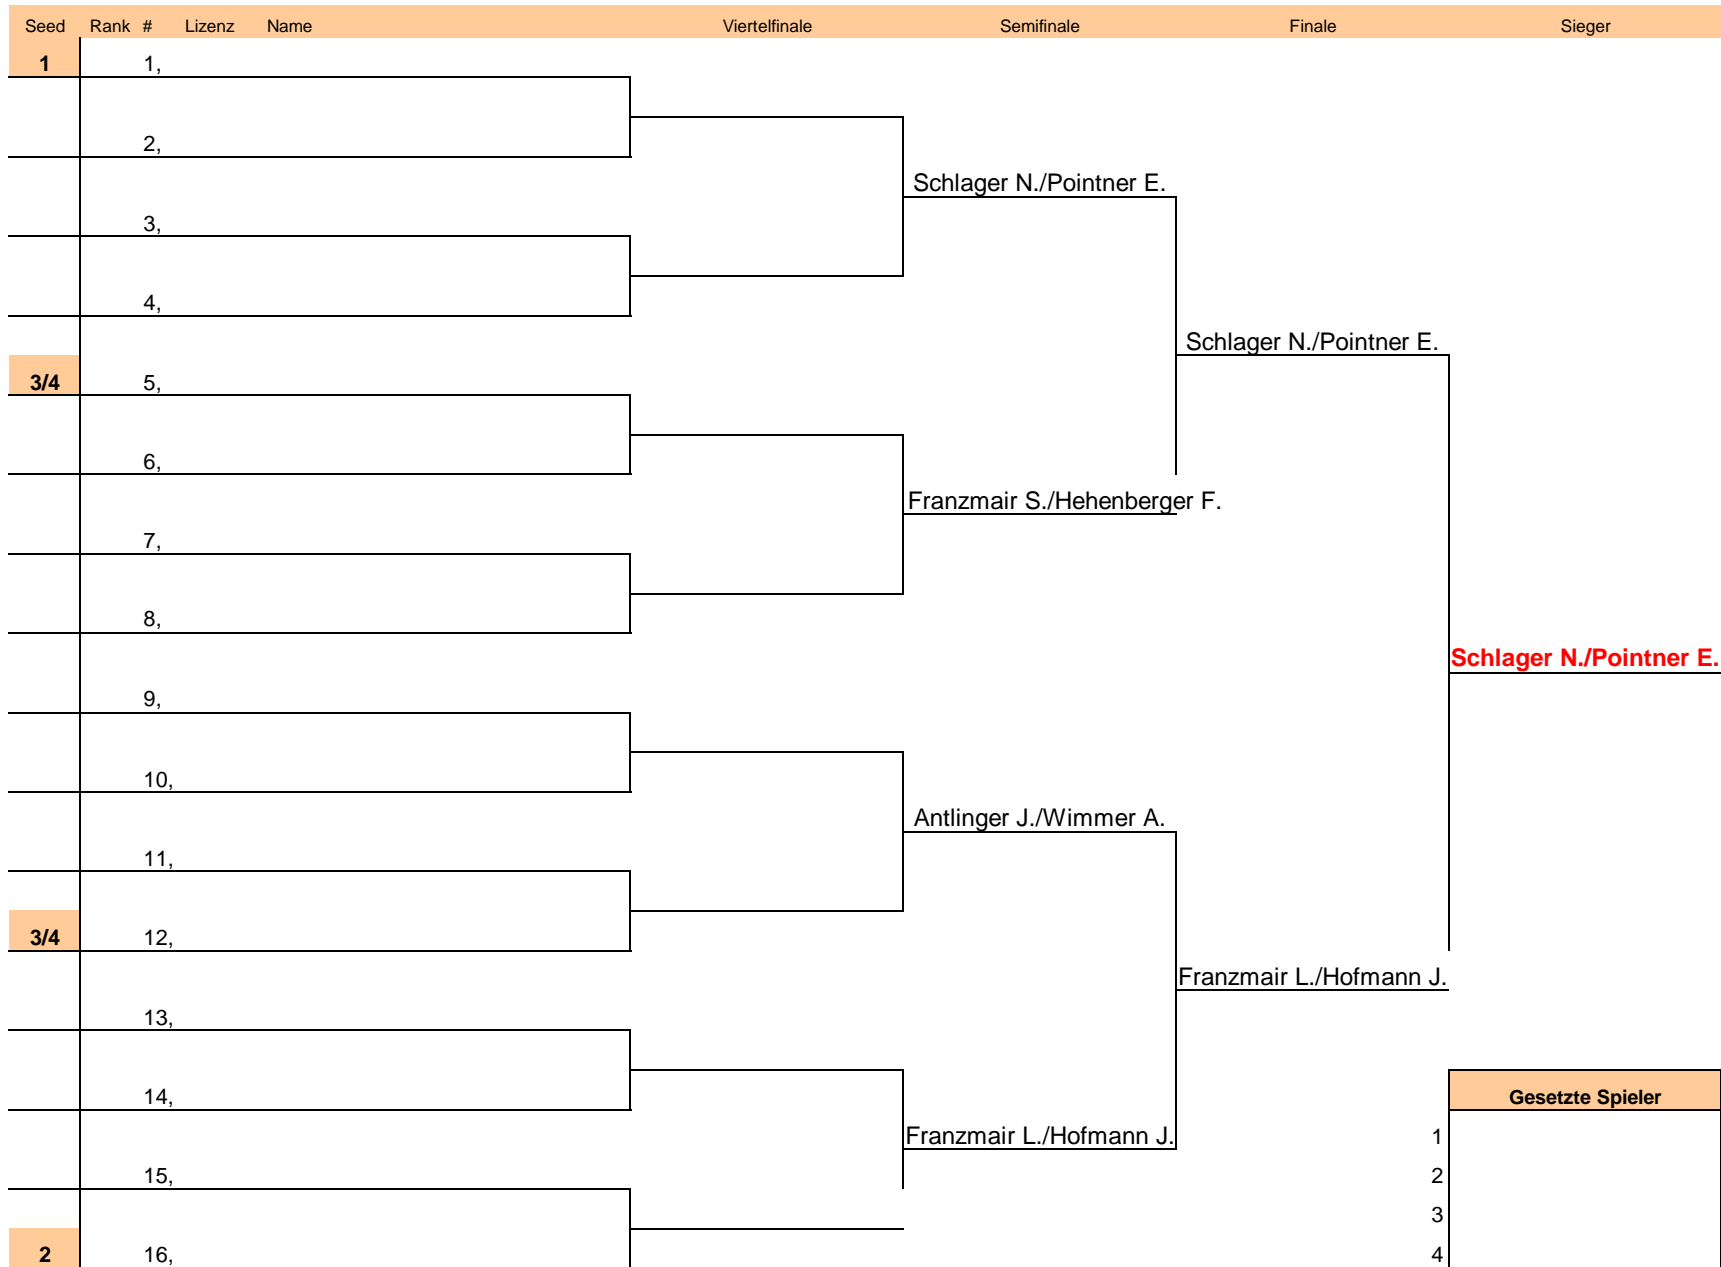 Seed Rank # Lizenz Name Viertelfinale Semifinale Finale Sieger
1 1,
2,
Schlager N./Pointner E.
3,
4,
Schlager N./Pointner E.
3/4 5,
6,
Franzmair S./Hehenberger F.
7,
8,
Schlager N./Pointner E.
9,
10,
Antlinger J./Wimmer A.
11,
3/4 12,
Franzmair L./Hofmann J.
13,
14, Gesetzte Spieler
Franzmair L./Hofmann J. 1
15, 2
3
2 16, 4